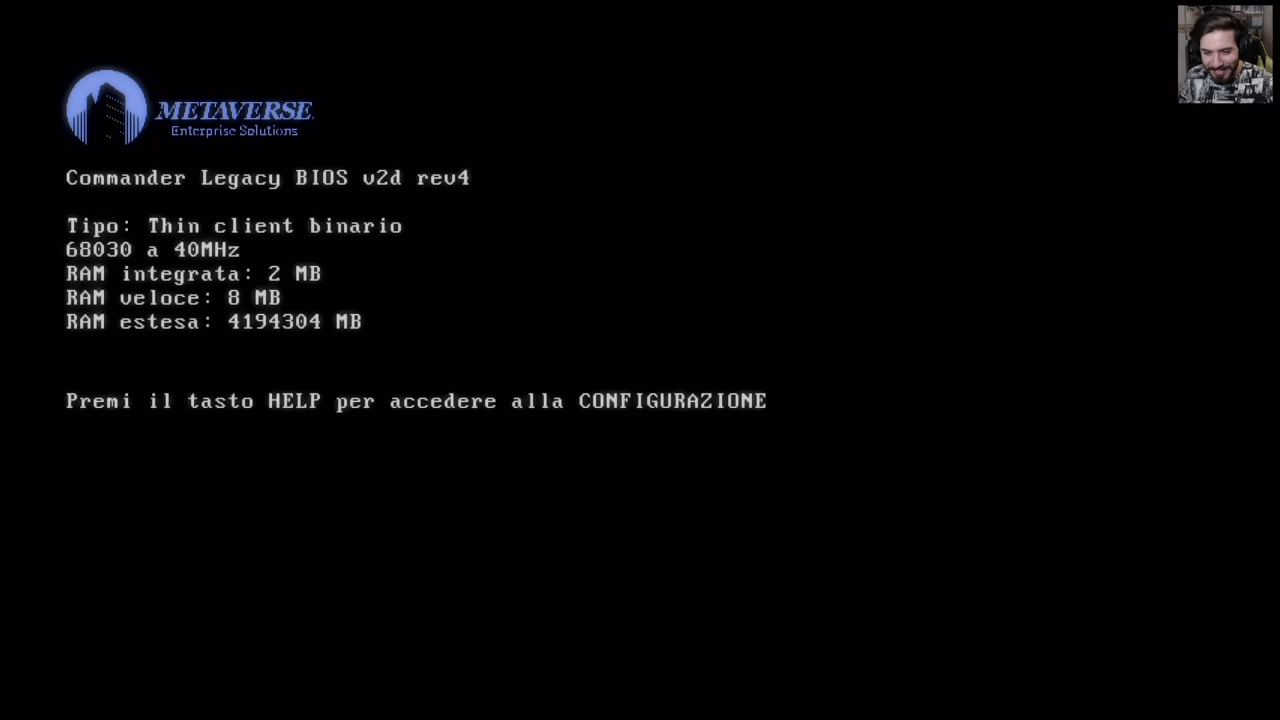 METAVERSE
Enterprise Solutions
Commander Legacy BIOS v2d rev4
Tipo: Thin client binario
68030 a 40MHz
RAM integrata: 2 MB
RAM veloce: 8 MB
RAM estesa: 4194304 MB
Premi il tasto HELP per accedere alla CONFIGURAZIONE